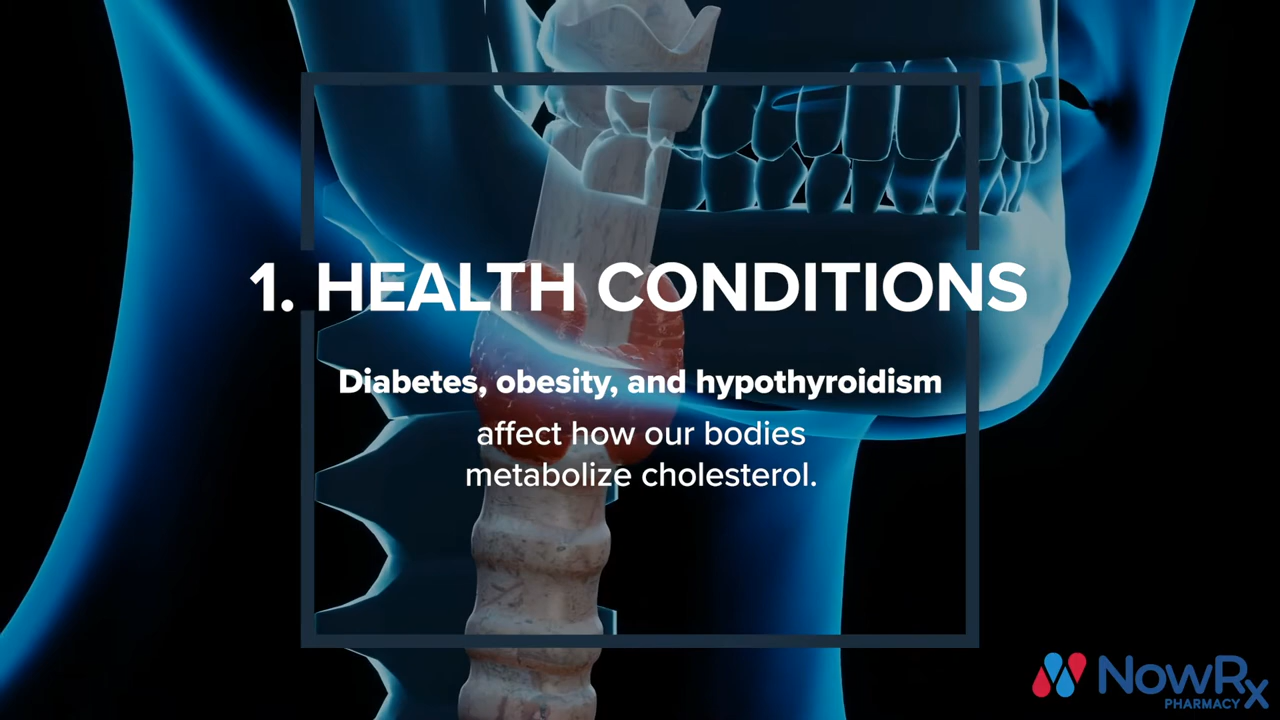 1. HEALTH CONDITIONS
Diabetes, obesity, and hypothyroidism
affect how our bodies
metabolize cholesterol.
NowRx
PHARMACY